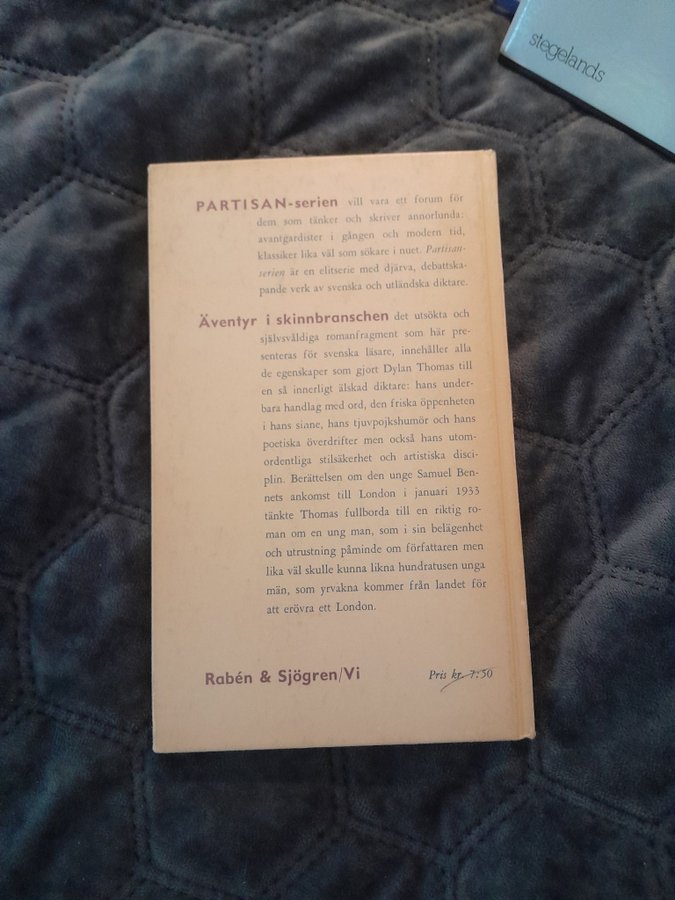 stegelands
PARTISAN-serien vill vara ett forum för
dem som tänker och skriver annorlunda:
avantgardister i gången och modern tid,
klassiker lika väl som sökare i nuet. Partisan-
serien är en elitserie med djärva, debattska-
pande verk av svenska och utländska diktare.
Äventyr i skinnbranschen det utsökta och
självsvåldiga romanfragment som här pre-
senteras för svenska läsare, innehåller alla
de egenskaper som gjort Dylan Thomas till
en så innerligt älskad diktare: hans under-
bara handlag med ord, den friska öppenheten
i hans sinne, hans tjuvpojkshumör och hans
poetiska överdrifter men också hans utom-
ordentliga stilsäkerhet och artistiska disci-
plin. Berättelsen om den unge Samuel Ben-
nets ankomst till London i januari 1933
tänkte Thomas fullborda till en riktig ro-
man om en ung man, som i sin belägenhet
och utrustning påminde om författaren men
lika väl skulle kunna likna hundratusen unga
män, som yrvakna kommer från landet för
att erövra ett London.
Rabén & Sjögren/Vi
Pris kr. 7:50